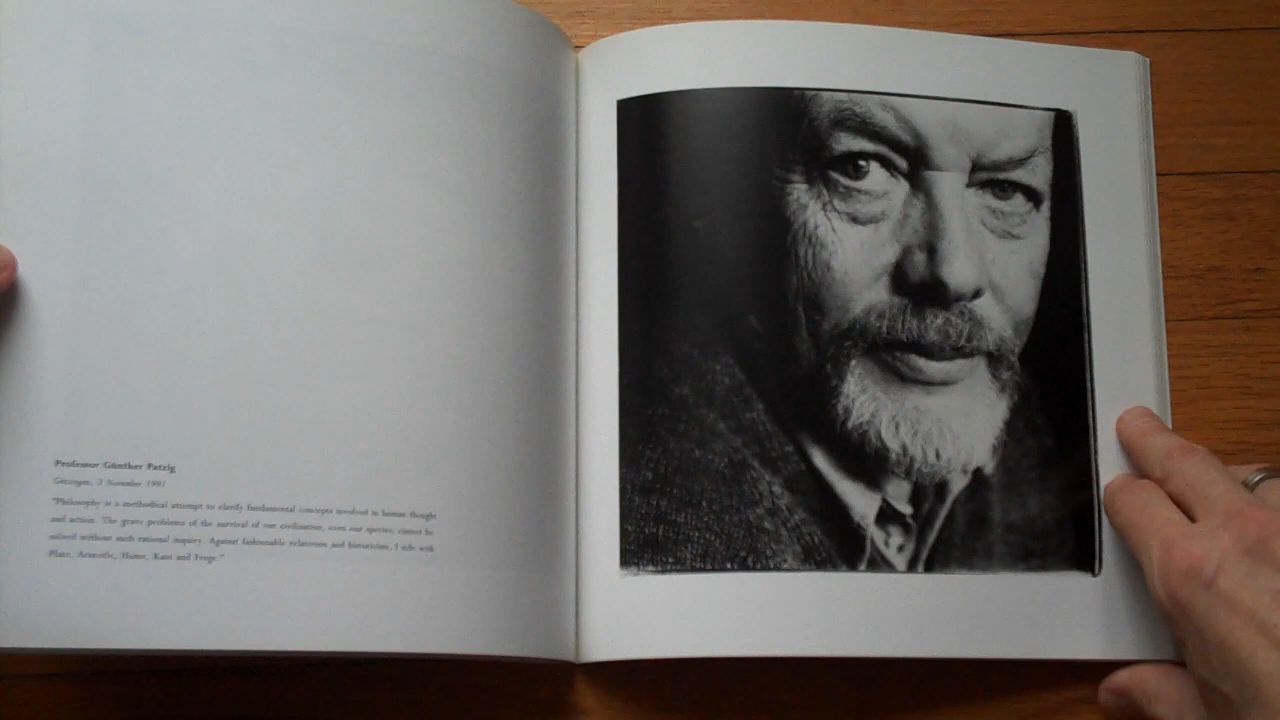 Professor Günther Patzig
Göttingen, 3 November 1991
"Philosophy is a methodical attempt to clarify fundamental concepts involved in human thought
and action. The grave problems of the survival of our civilisation, even our species, cannot be
solved without such rational inquiry. Against fashionable relativism and historicism, I side with
Plato, Aristotle, Hume, Kant and Frege."